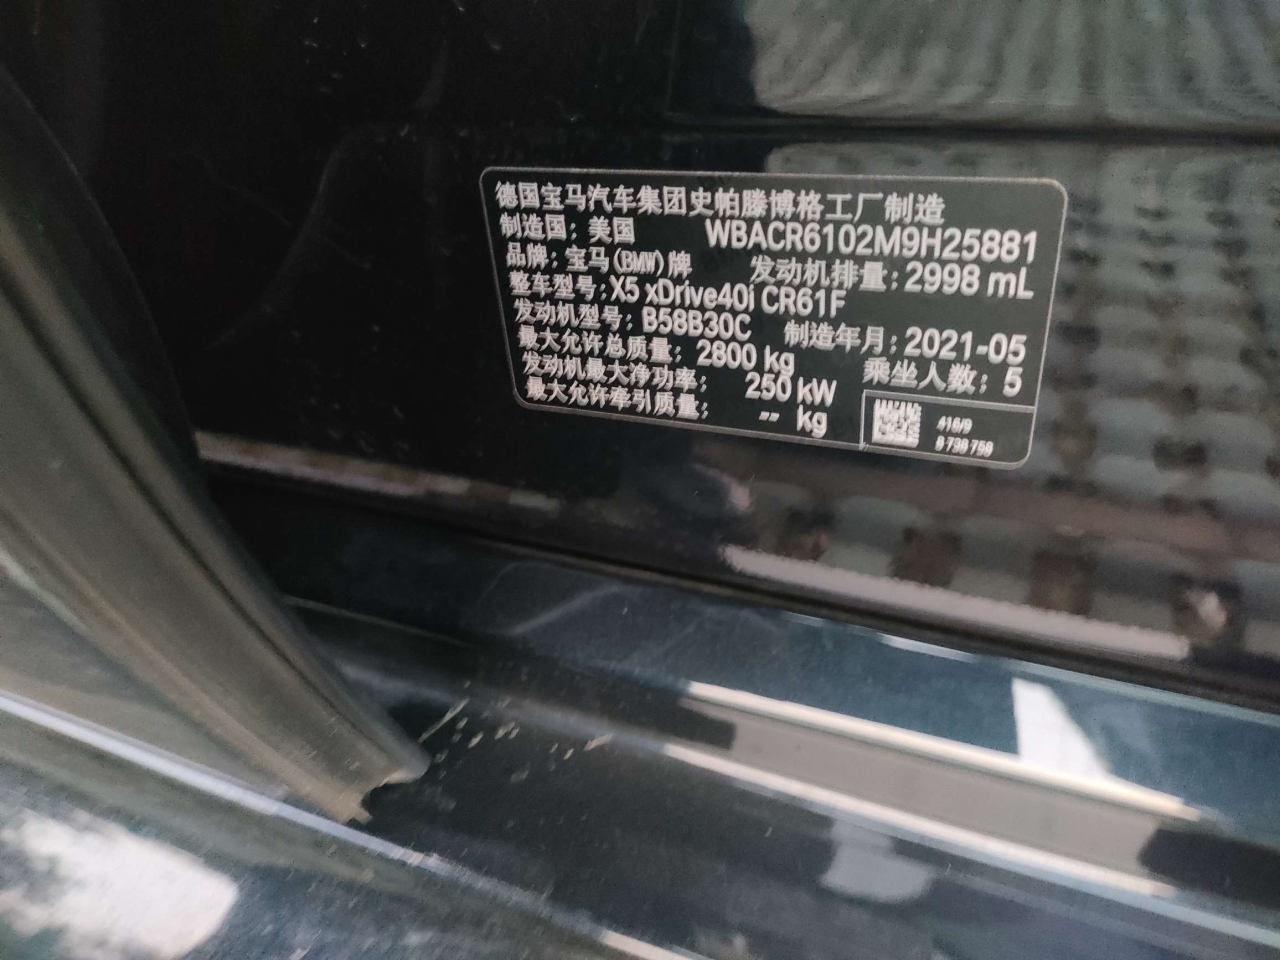 德国宝马汽车集团史帕滕博格工厂制造
制造国：美国 WBACR6102M9H25881
品牌：宝马(BMW)牌 发动机排量：2998 mL
整车型号：X5 xDrive40i CR61F
发动机型号：B58B30C 制造年月：2021-05
最大允许总质量：2800 kg 乘坐人数：5
发动机最大净功率： 250 kW
最大允许牵引质量： -- kg
416/9
8 738 758